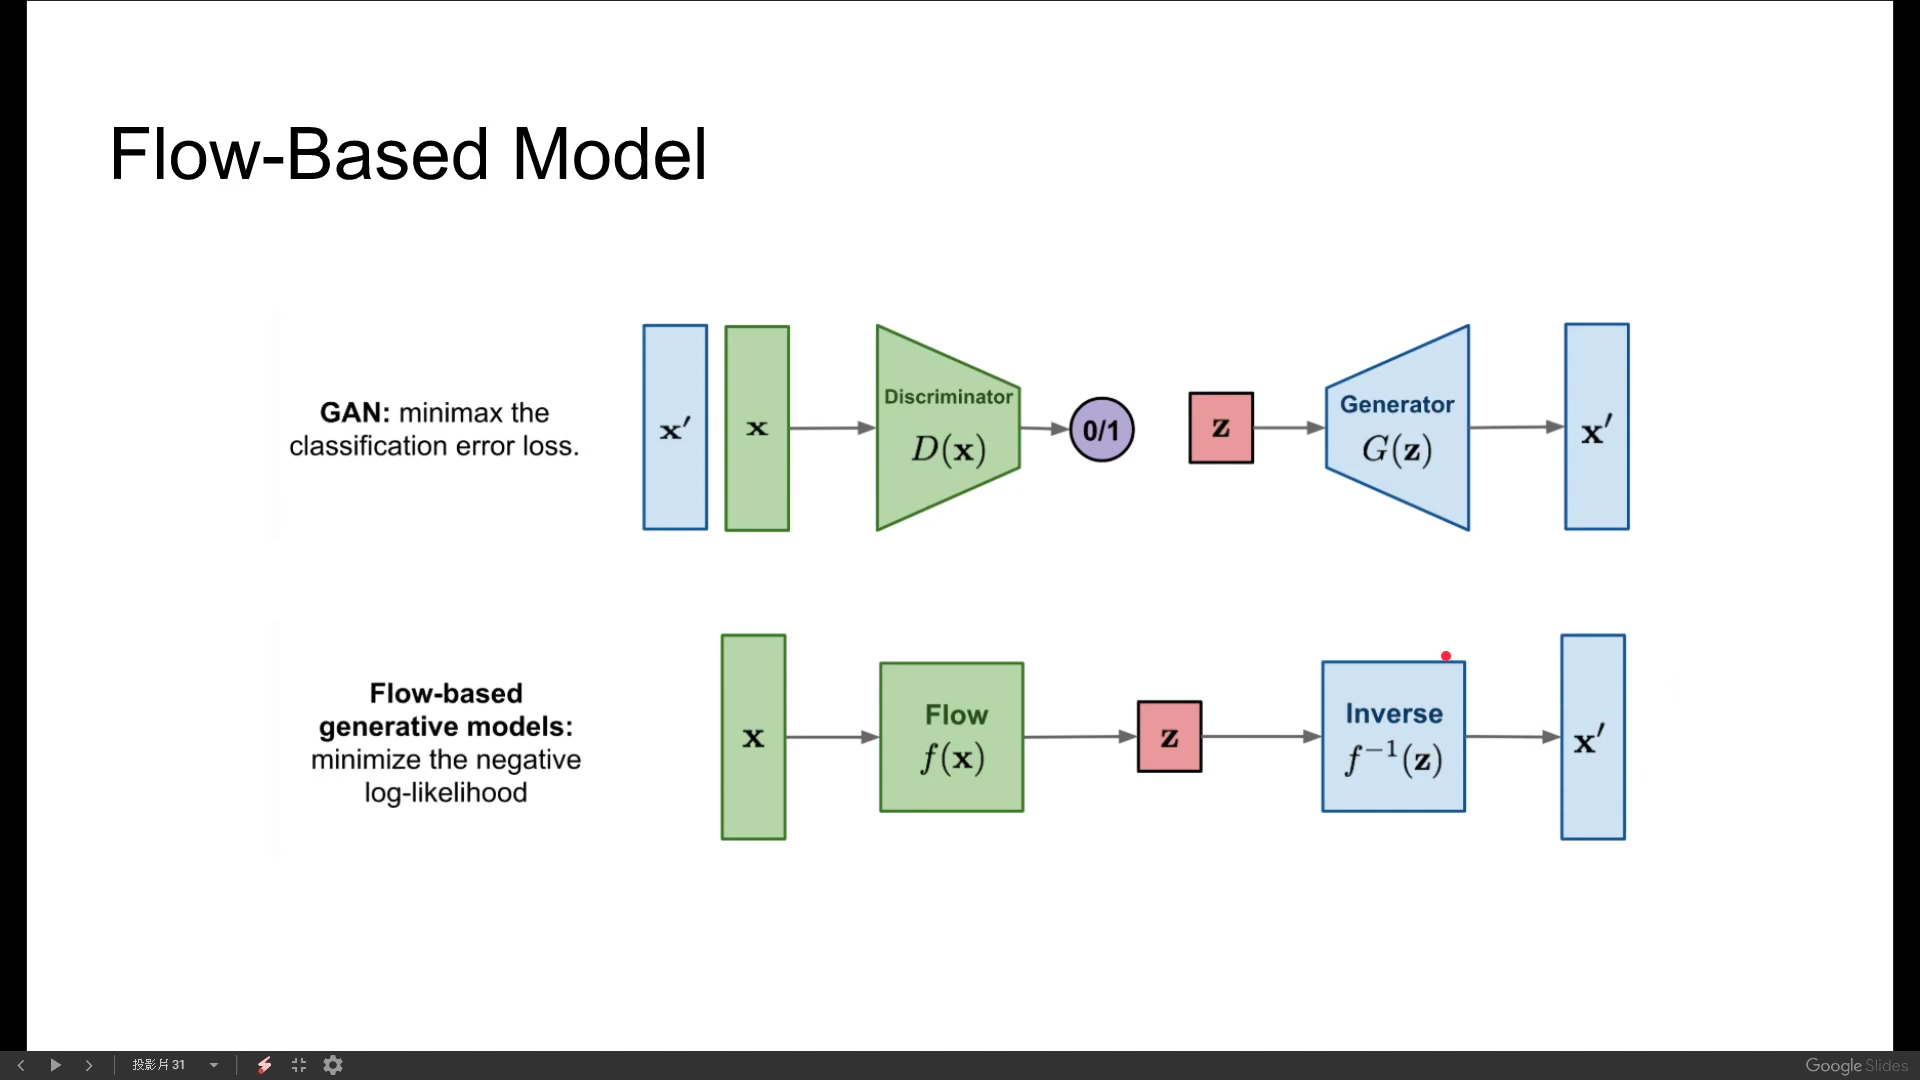 Flow-Based Model
GAN: minimax the
classification error loss.
x′
x
Discriminator
D(x)
0/1
z
Generator
G(z)
x′
Flow-based
generative models:
minimize the negative
log-likelihood
x
Flow
f(x)
z
Inverse
f⁻¹(z)
x′
投影片 31
Google Slides